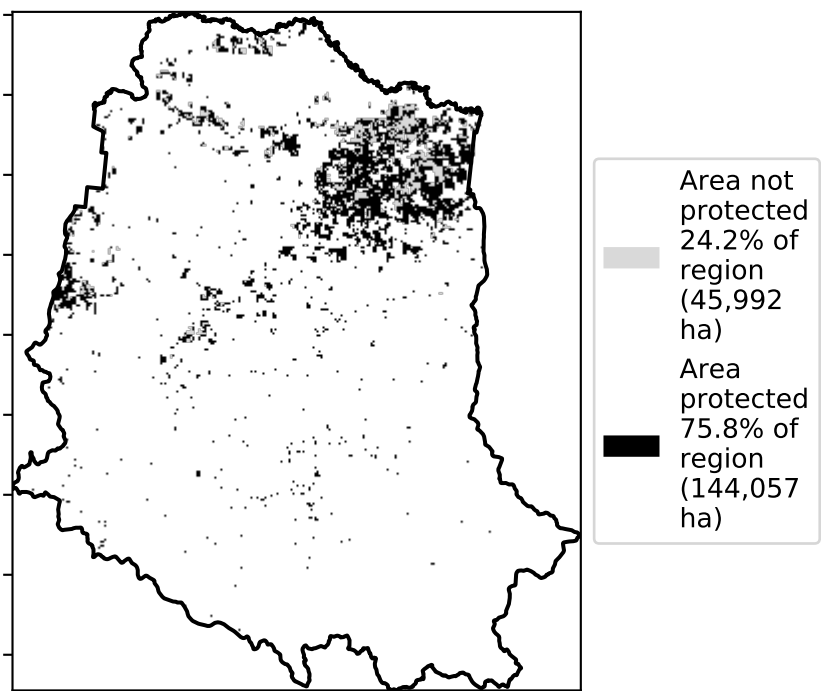 Area not
protected
24.2% of
region
(45,992
ha)
Area
protected
75.8% of
region
(144,057
ha)